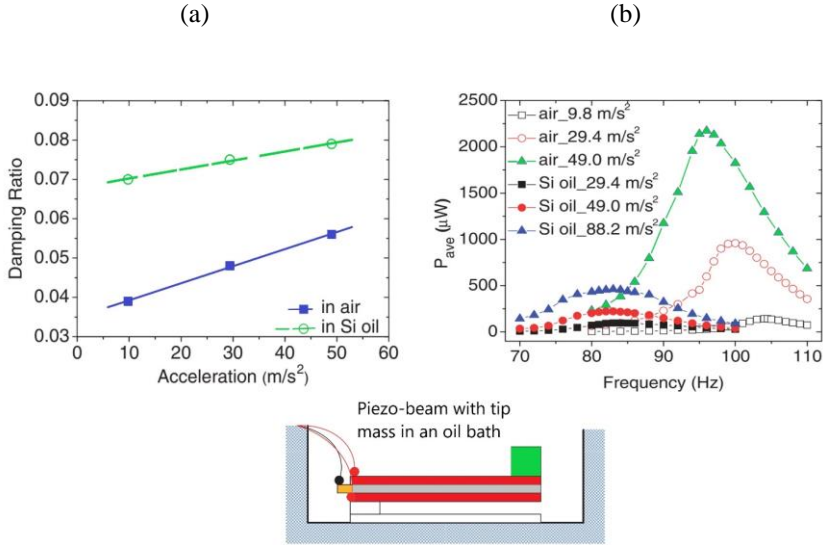 (a)
(b)
0.09
0.08
0.07
0.06
0.05
0.04
0.03
Damping Ratio
in air
in Si oil
0 10 20 30 40 50 60
Acceleration (m/s²)
2500
2000
1500
1000
500
0
P_ave (μW)
air_9.8 m/s²
air_29.4 m/s²
air_49.0 m/s²
Si oil_29.4 m/s²
Si oil_49.0 m/s²
Si oil_88.2 m/s²
70 80 90 100 110
Frequency (Hz)
Piezo-beam with tip
mass in an oil bath